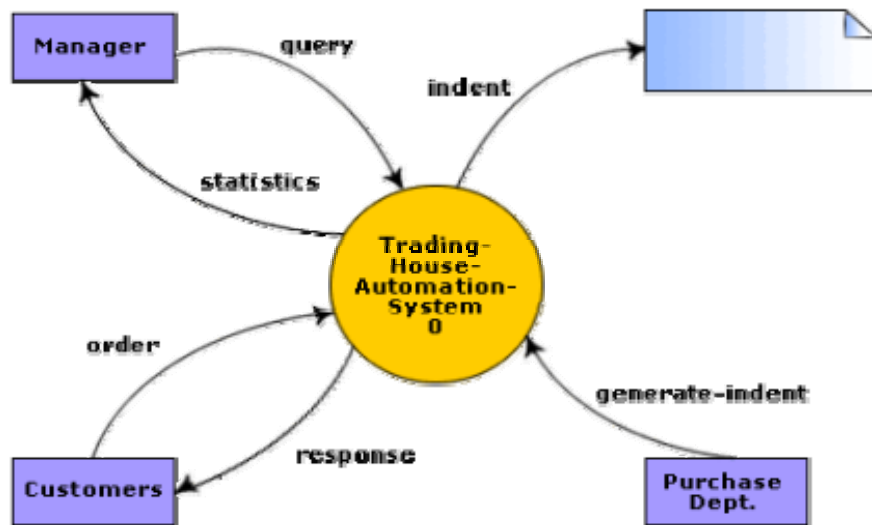 Manager
query
indent
statistics
Trading-
House-
Automation-
System
0
order
generate-indent
response
Customers
Purchase
Dept.